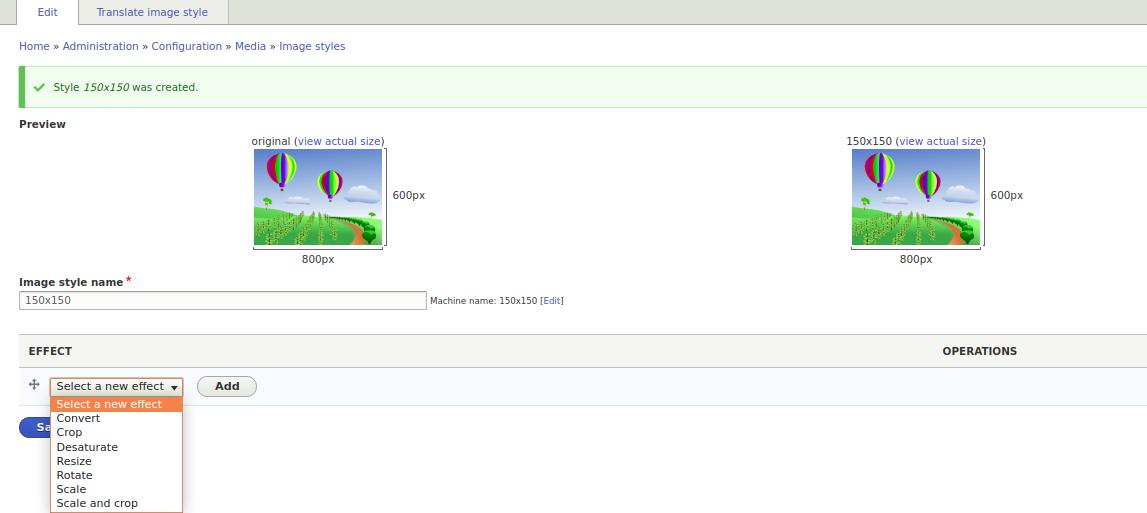 Edit Translate image style
Home » Administration » Configuration » Media » Image styles
Style 150x150 was created.
Preview
original (view actual size) 150x150 (view actual size)
600px 600px
800px 800px
Image style name *
150x150 Machine name: 150x150 [Edit]
EFFECT OPERATIONS
Select a new effect Add
Select a new effect
Convert
Crop
Desaturate
Resize
Rotate
Scale
Scale and crop